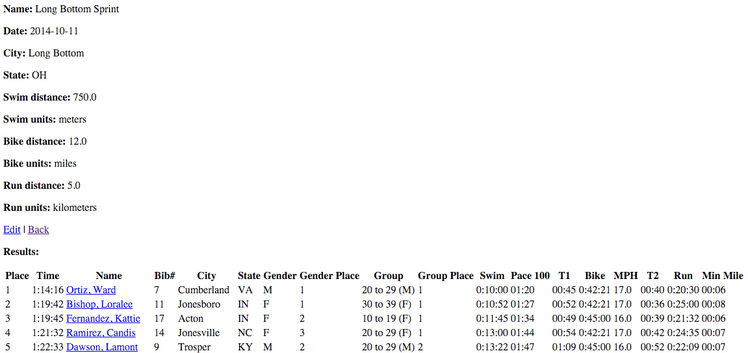 Name: Long Bottom Sprint
Date: 2014-10-11
City: Long Bottom
State: OH
Swim distance: 750.0
Swim units: meters
Bike distance: 12.0
Bike units: miles
Run distance: 5.0
Run units: kilometers
Edit | Back
Results:
Place Time Name Bib# City State Gender Gender Place Group Group Place Swim Pace 100 T1 Bike MPH T2 Run Min Mile
1 1:14:16 Ortiz, Ward 7 Cumberland VA M 1 20 to 29 (M) 1 0:10:00 01:20 00:45 0:42:21 17.0 00:40 0:20:30 00:06
2 1:19:42 Bishop, Loralee 11 Jonesboro IN F 1 30 to 39 (F) 1 0:10:52 01:27 00:52 0:42:21 17.0 00:36 0:25:00 00:08
3 1:19:45 Fernandez, Kattie 17 Acton IN F 2 10 to 19 (F) 1 0:11:45 01:34 00:49 0:45:00 16.0 00:39 0:21:32 00:06
4 1:21:32 Ramirez, Candis 14 Jonesville NC F 3 20 to 29 (F) 1 0:13:00 01:44 00:54 0:42:21 17.0 00:42 0:24:35 00:07
5 1:22:33 Dawson, Lamont 9 Trosper KY M 2 20 to 29 (M) 2 0:13:22 01:47 01:09 0:45:00 16.0 00:52 0:22:09 00:07